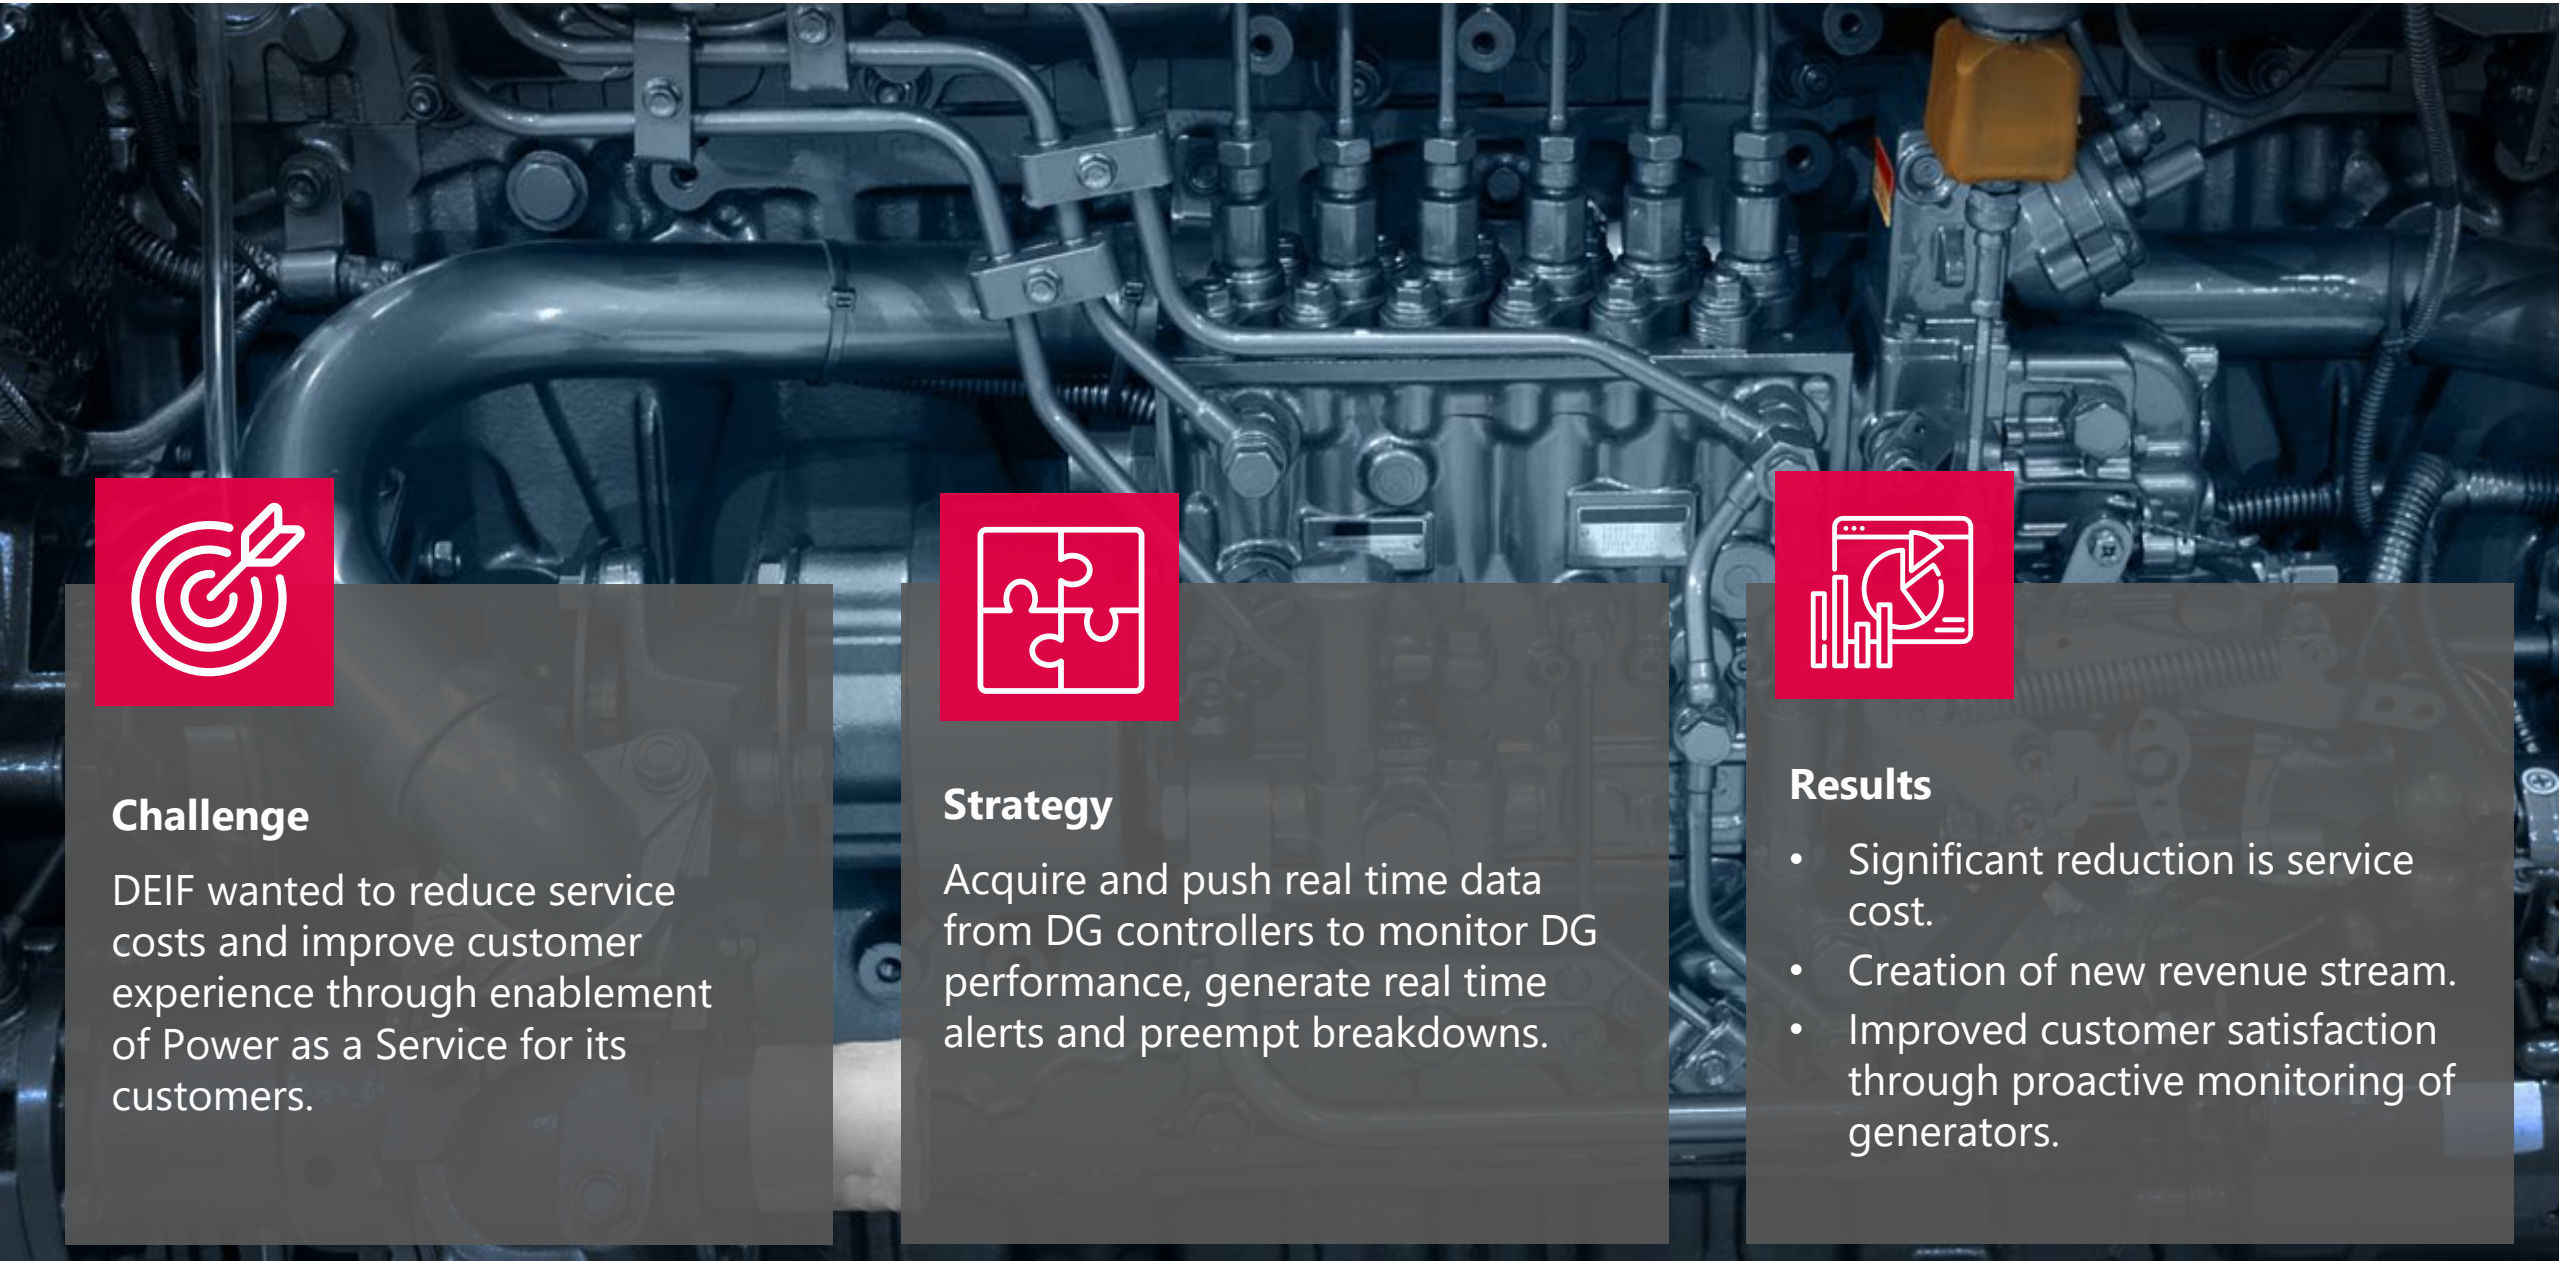 Challenge
DEIF wanted to reduce service
costs and improve customer
experience through enablement
of Power as a Service for its
customers.
Strategy
Acquire and push real time data
from DG controllers to monitor DG
performance, generate real time
alerts and preempt breakdowns.
Results
• Significant reduction is service
cost.
• Creation of new revenue stream.
• Improved customer satisfaction
through proactive monitoring of
generators.